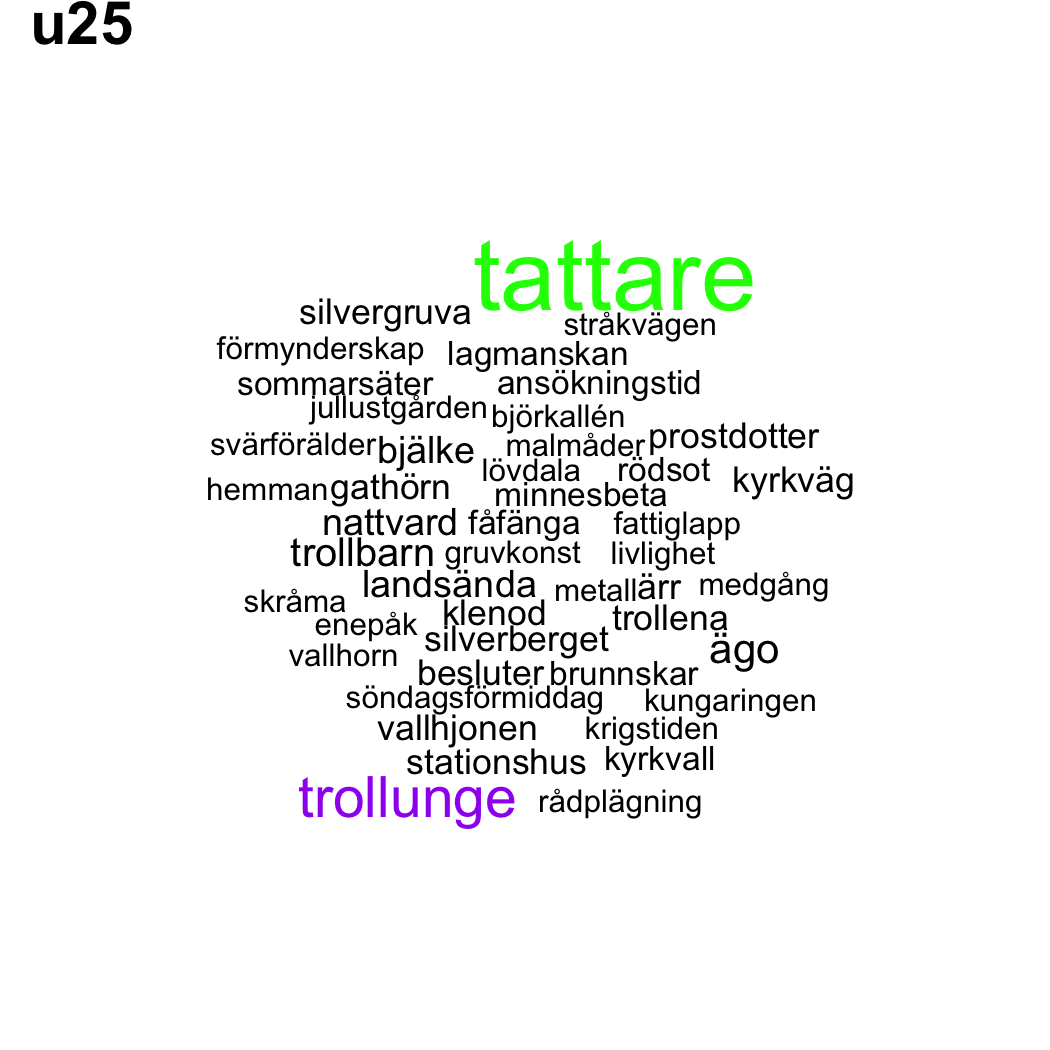 u25
tattare
silvergruva
stråkvägen
förmynderskap lagmanskan
sommarsäter ansökningstid
jullustgården björkallén
svärförälder bjälke malmåder prostdotter
lövdala rödsot kyrkväg
hemman gathörn minnesbeta
nattvard fåfänga fattiglapp
trollbarn gruvkonst livlighet
landsända metall ärr medgång
skråma klenod trollena
enepåk silverberget ägo
vallhorn besluter brunnskar
söndagsförmiddag kungaringen
vallhjonen krigstiden
stationshus kyrkvall
trollunge rådplägning